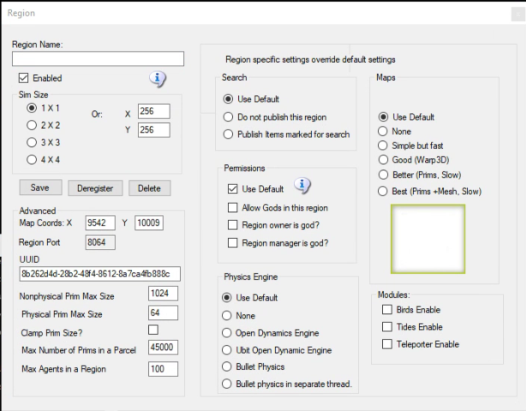 Region
Region Name:
Enabled
Sim Size
1 X 1
Or:
X
256
2 X 2
Y
256
3 X 3
4 X 4
Save
Deregister
Delete
Advanced
Map Coords: X
9542
Y
10009
Region Port
8064
UUID
8b262d4d-28b2-48f4-8612-8a7ca4fb888c
Nonphysical Prim Max Size
1024
Physical Prim Max Size
64
Clamp Prim Size?
Max Number of Prims in a Parcel
45000
Max Agents in a Region
100
Region specific settings override default settings
Search
Use Default
Do not publish this region
Publish Items marked for search
Permissions
Use Default
Allow Gods in this region
Region owner is god?
Region manager is god?
Physics Engine
Use Default
None
Open Dynamics Engine
Ubit Open Dynamic Engine
Bullet Physics
Bullet physics in separate thread.
Maps
Use Default
None
Simple but fast
Good (Warp3D)
Better (Prims, Slow)
Best (Prims +Mesh, Slow)
Modules:
Birds Enable
Tides Enable
Teleporter Enable